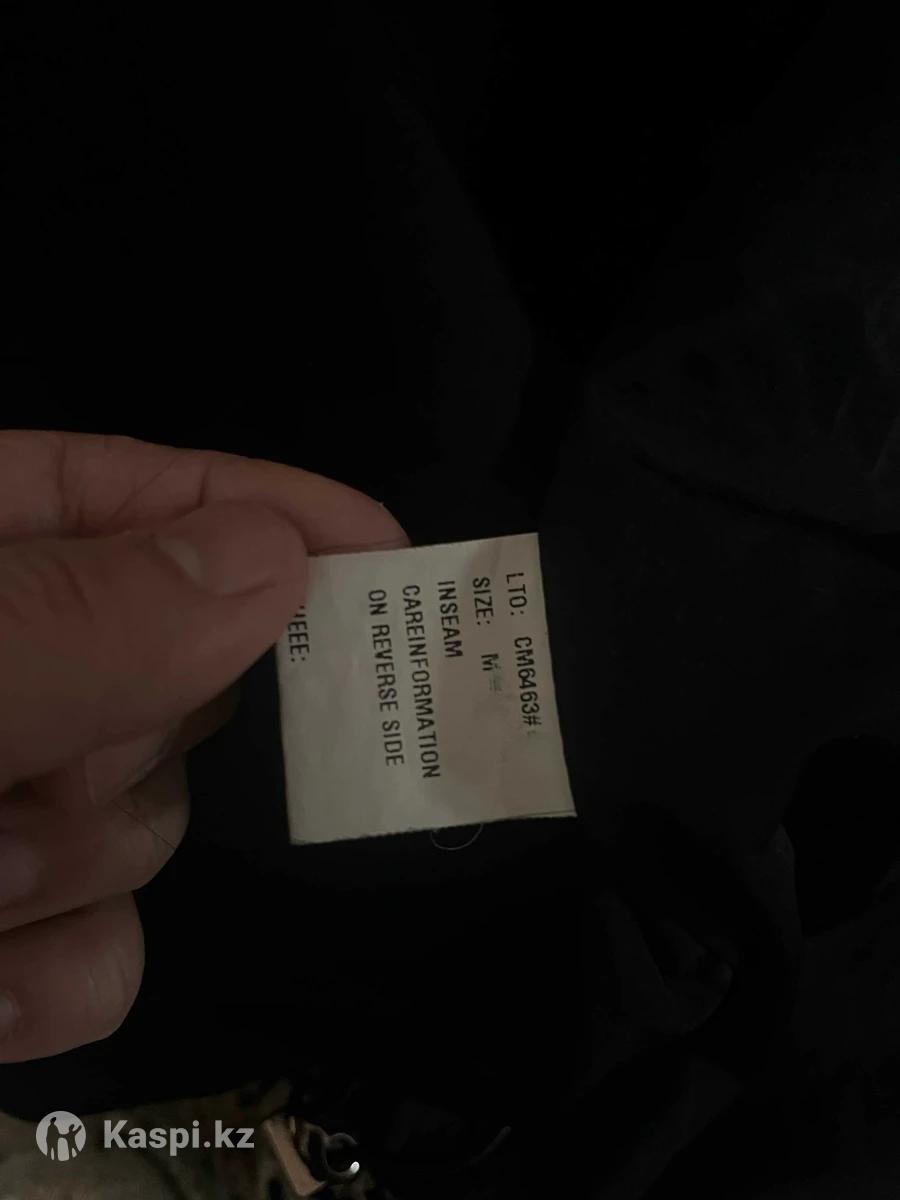 LTO: CM6463#
SIZE: M
INSEAM
CAREINFORMATION
ON REVERSE SIDE
Kaspi.kz